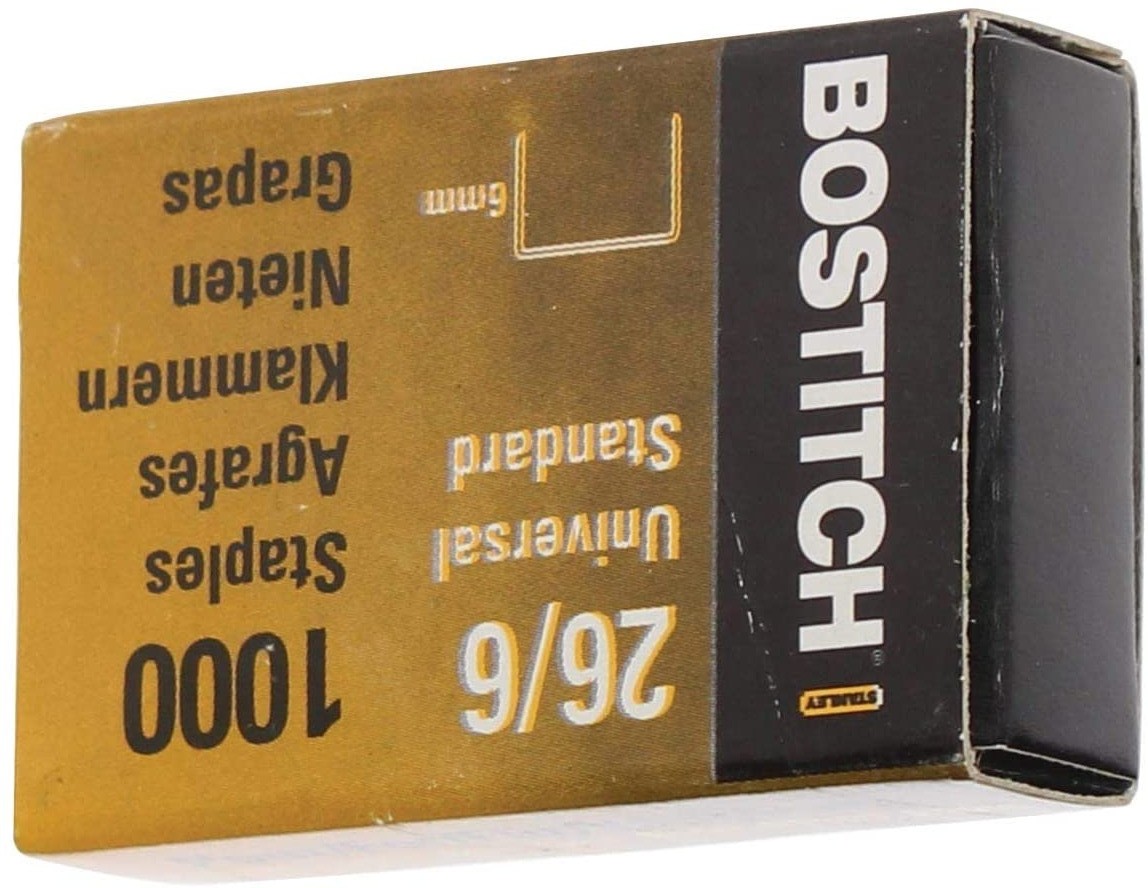 BOSTITCH®
STANLEY
26/6
Universal
Standard
6mm
1000
Staples
Agrafes
Klammern
Nieten
Grapas